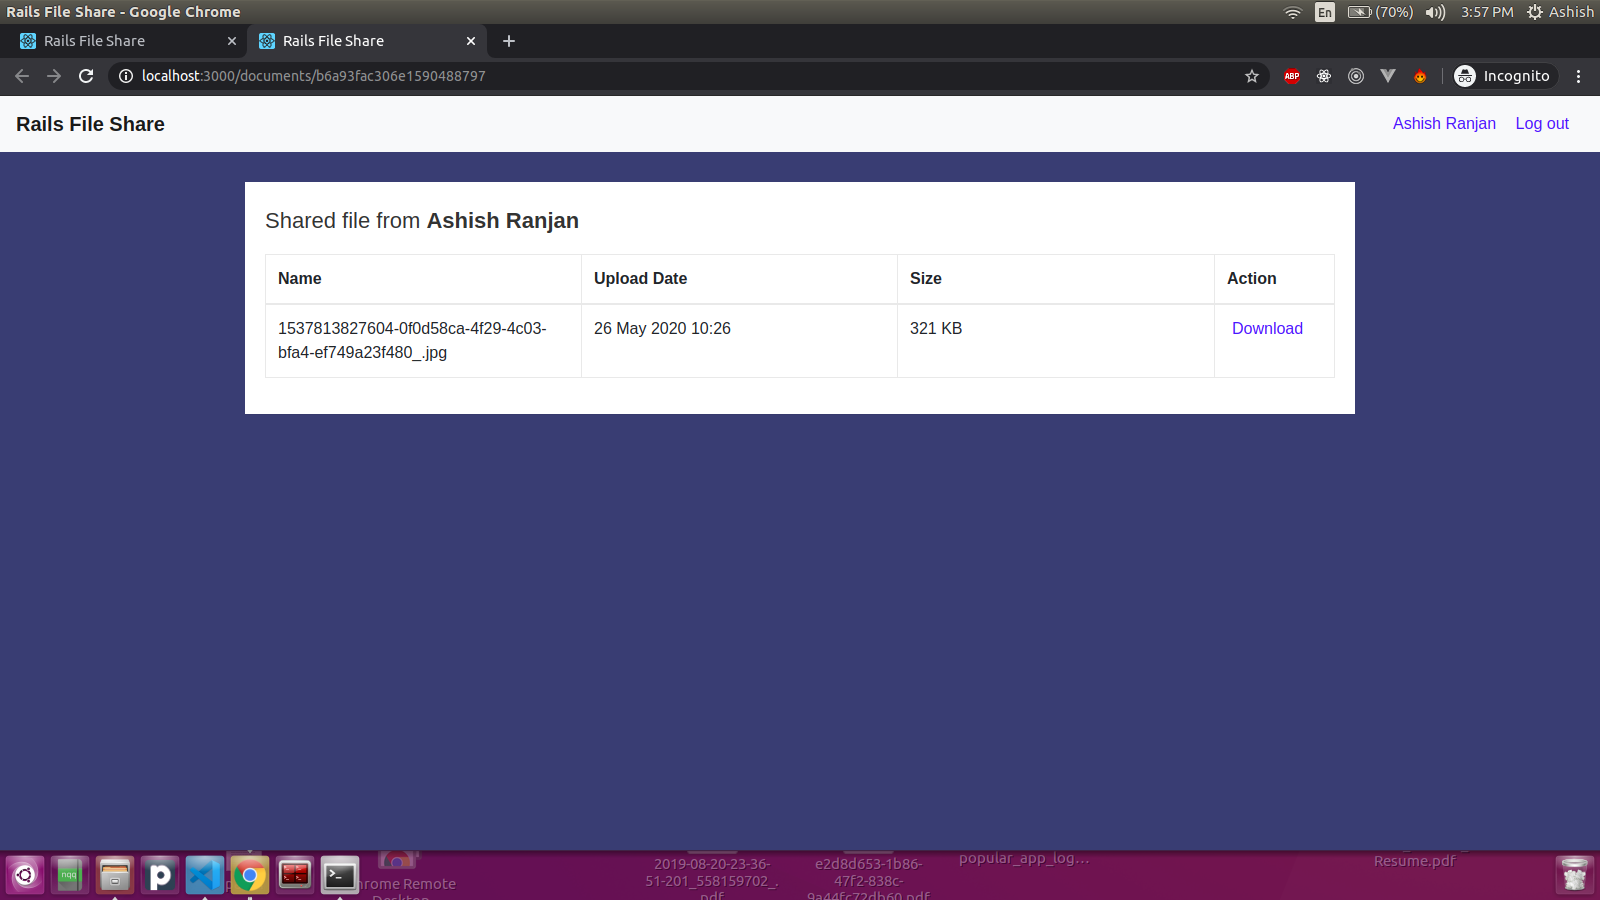 Rails File Share - Google Chrome
En (70%) 3:57 PM Ashish
Rails File Share Rails File Share
localhost:3000/documents/b6a93fac306e1590488797
ABP Incognito
Rails File Share Ashish Ranjan Log out
Shared file from Ashish Ranjan
Name Upload Date Size Action
1537813827604-0f0d58ca-4f29-4c03-
bfa4-ef749a23f480_.jpg
26 May 2020 10:26 321 KB Download
2019-08-20-23-36-
51-201_558159702_.
pdf
e2d8d653-1b86-
47f2-838c-
9a44fc72db60.pdf
popular_app_log...
Resume.pdf
nqq
hrome Remote
Desktop